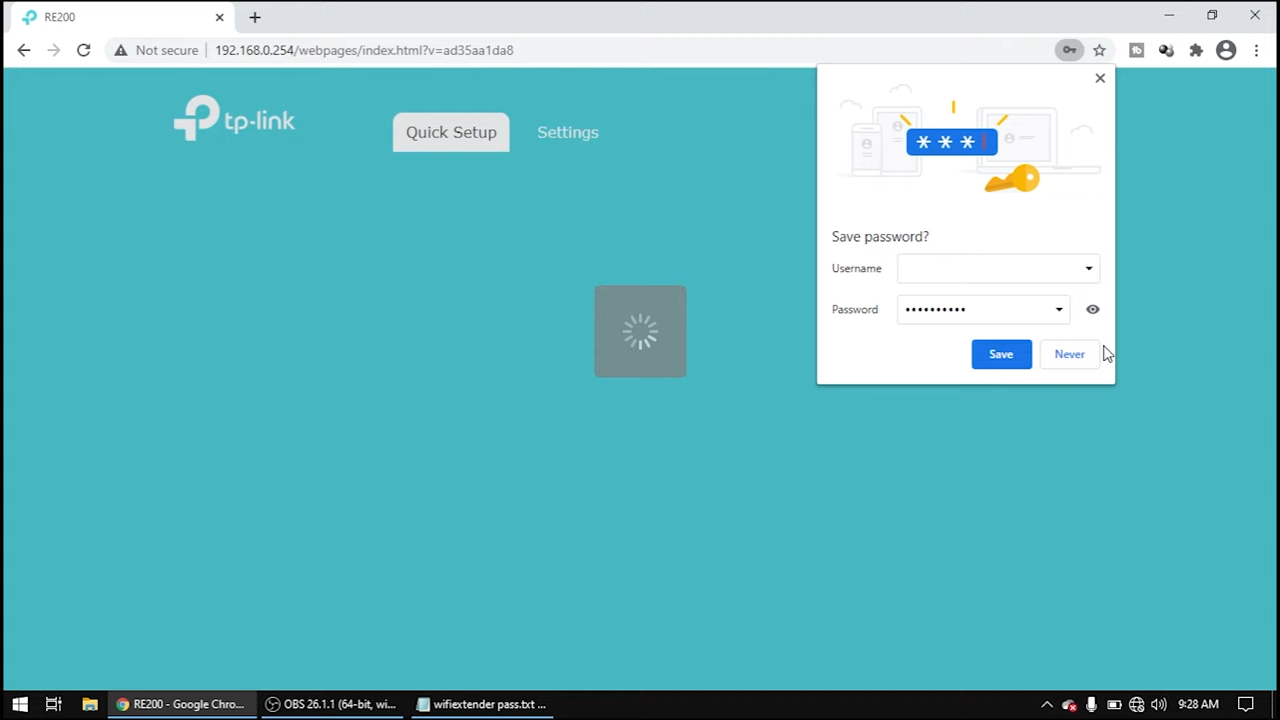 RE200
Not secure
192.168.0.254/webpages/index.html?v=ad35aa1da8
tp-link
Quick Setup
Settings
***
Save password?
Username
Password
••••••••••
Save
Never
RE200 - Google Chro...
OBS 26.1.1 (64-bit, wi...
wifiextender pass.txt ...
9:28 AM